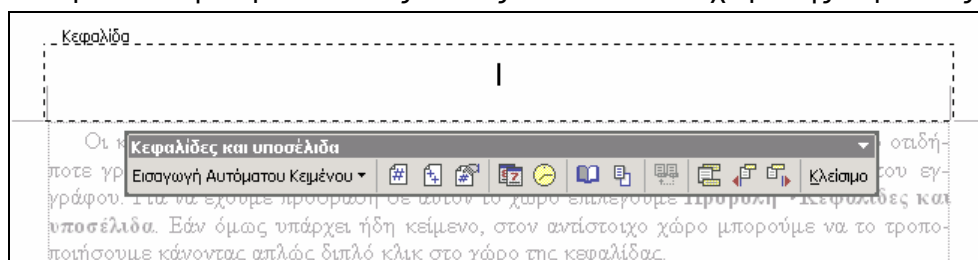 Κεφαλίδα
Οι κ οτιδή-
Κεφαλίδες και υποσέλιδα
ποτε γρ του εγ-
Εισαγωγή Αυτόματου Κειμένου Κλείσιμο
γράφου. Για να έχουμε πρόσβαση σε αυτόν το χώρο επιλέγουμε Προβολή Κεφαλίδες και
υποσέλιδα. Εάν όμως υπάρχει ήδη κείμενο, στον αντίστοιχο χώρο μπορούμε να το τροπο-
ποιήσουμε κάνοντας απλώς διπλό κλικ στο χώρο της κεφαλίδας.